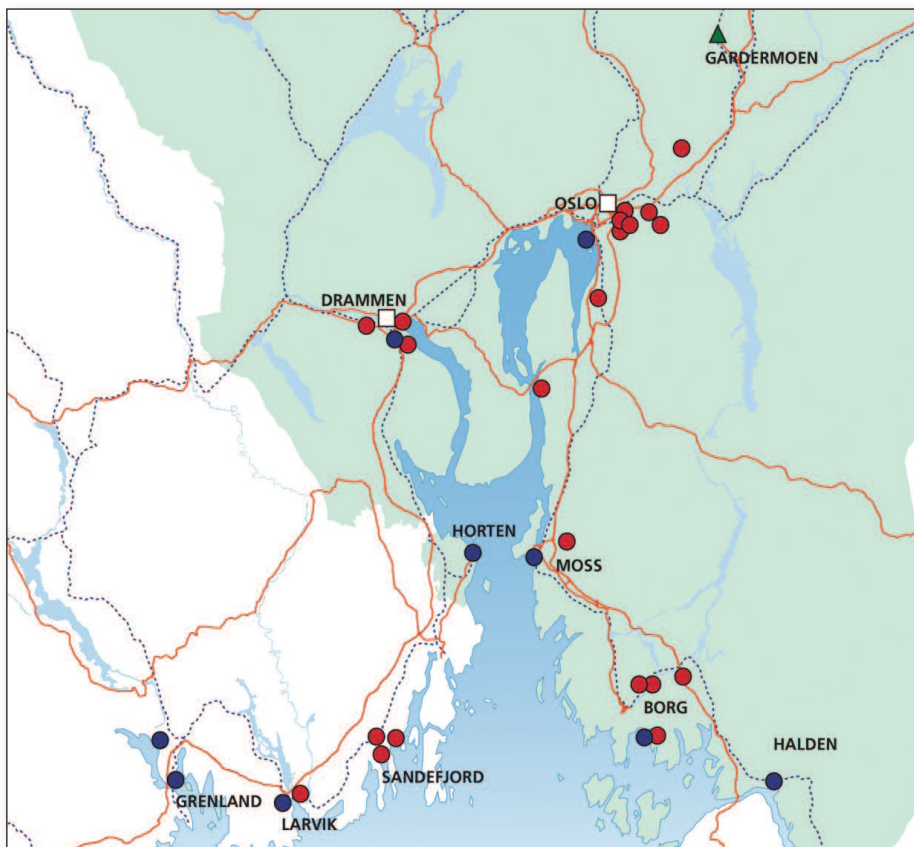 GARDERMOEN
OSLO
DRAMMEN
HORTEN
MOSS
BORG
HALDEN
SANDEFJORD
GRENLAND
LARVIK